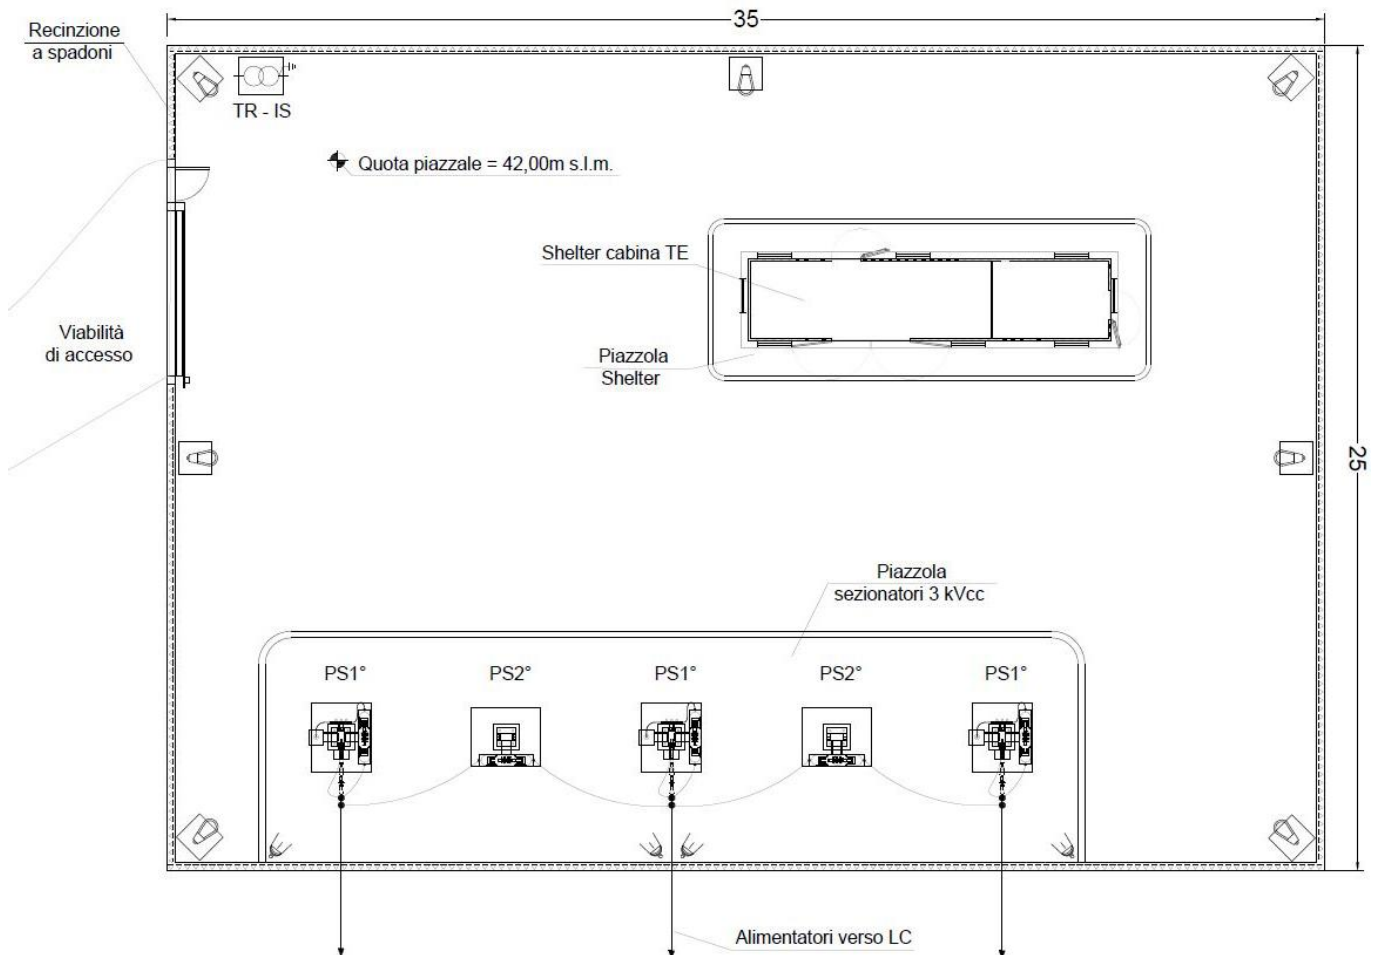 35
Recinzione
a spadoni
TR - IS
Quota piazzale = 42,00m s.l.m.
Shelter cabina TE
Viabilità
di accesso
Piazzola
Shelter
25
Piazzola
sezionatori 3 kVcc
PS1° PS2° PS1° PS2° PS1°
Alimentatori verso LC